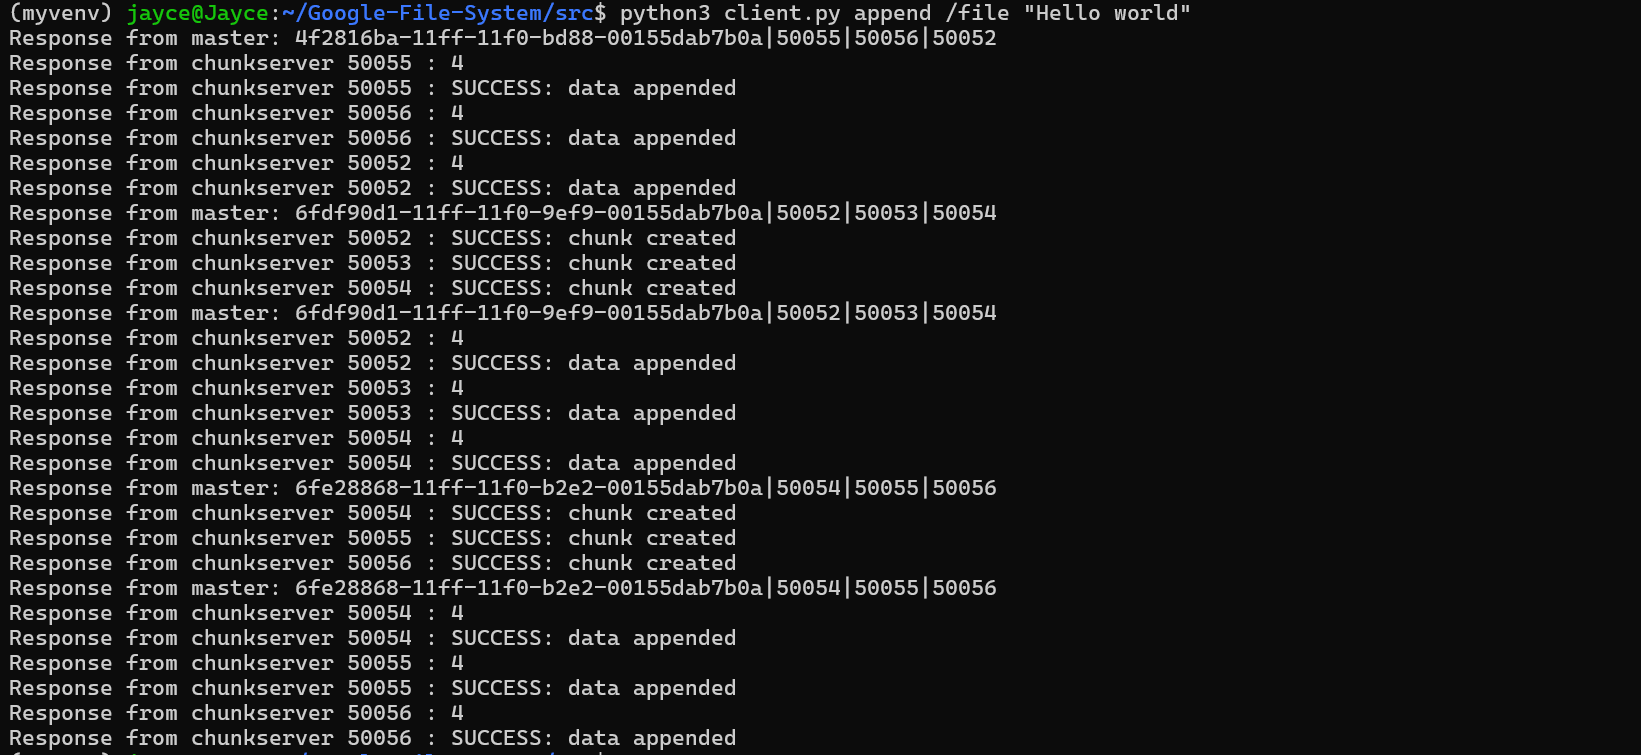 (myvenv) jayce@Jayce:~/Google-File-System/src$ python3 client.py append /file "Hello world"
Response from master: 4f2816ba-11ff-11f0-bd88-00155dab7b0a|50055|50056|50052
Response from chunkserver 50055 : 4
Response from chunkserver 50055 : SUCCESS: data appended
Response from chunkserver 50056 : 4
Response from chunkserver 50056 : SUCCESS: data appended
Response from chunkserver 50052 : 4
Response from chunkserver 50052 : SUCCESS: data appended
Response from master: 6fdf90d1-11ff-11f0-9ef9-00155dab7b0a|50052|50053|50054
Response from chunkserver 50052 : SUCCESS: chunk created
Response from chunkserver 50053 : SUCCESS: chunk created
Response from chunkserver 50054 : SUCCESS: chunk created
Response from master: 6fdf90d1-11ff-11f0-9ef9-00155dab7b0a|50052|50053|50054
Response from chunkserver 50052 : 4
Response from chunkserver 50052 : SUCCESS: data appended
Response from chunkserver 50053 : 4
Response from chunkserver 50053 : SUCCESS: data appended
Response from chunkserver 50054 : 4
Response from chunkserver 50054 : SUCCESS: data appended
Response from master: 6fe28868-11ff-11f0-b2e2-00155dab7b0a|50054|50055|50056
Response from chunkserver 50054 : SUCCESS: chunk created
Response from chunkserver 50055 : SUCCESS: chunk created
Response from chunkserver 50056 : SUCCESS: chunk created
Response from master: 6fe28868-11ff-11f0-b2e2-00155dab7b0a|50054|50055|50056
Response from chunkserver 50054 : 4
Response from chunkserver 50054 : SUCCESS: data appended
Response from chunkserver 50055 : 4
Response from chunkserver 50055 : SUCCESS: data appended
Response from chunkserver 50056 : 4
Response from chunkserver 50056 : SUCCESS: data appended